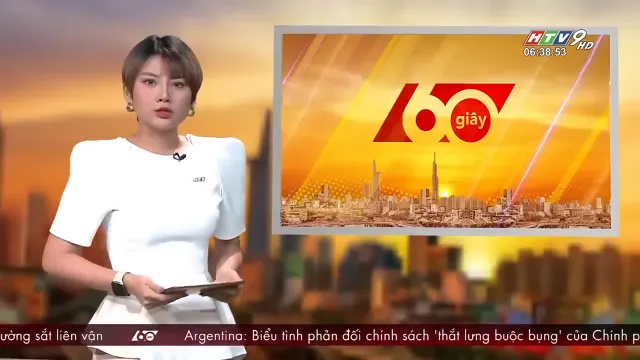 HTV9 HD
06:38:53
60 giây
ường sắt liên vận 60 Argentina: Biểu tình phản đối chính sách 'thắt lưng buộc bụng' của Chính p